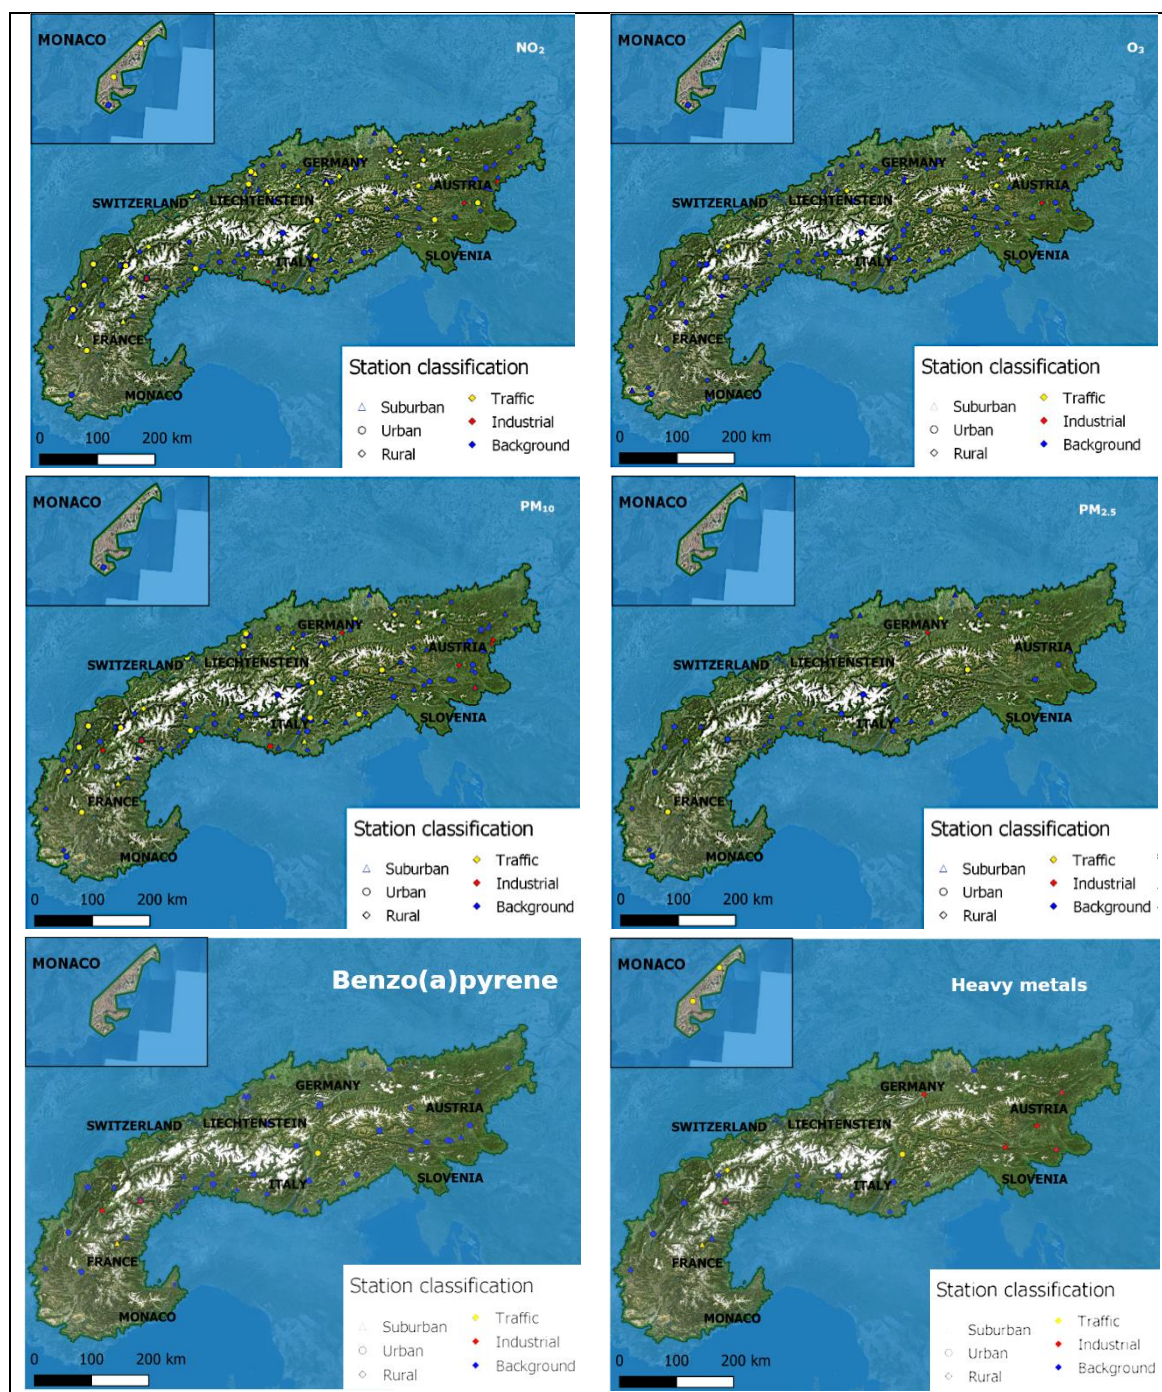 MONACO
NO₂
GERMANY
AUSTRIA
SWITZERLAND
LIECHTENSTEIN
SLOVENIA
ITALY
FRANCE
MONACO
Station classification
Suburban
Traffic
Urban
Industrial
Rural
Background
0 100 200 km
MONACO
O₃
GERMANY
AUSTRIA
SWITZERLAND
LIECHTENSTEIN
SLOVENIA
ITALY
FRANCE
MONACO
Station classification
Suburban
Traffic
Urban
Industrial
Rural
Background
0 100 200 km
MONACO
PM₁₀
GERMANY
AUSTRIA
SWITZERLAND
LIECHTENSTEIN
SLOVENIA
ITALY
FRANCE
MONACO
Station classification
Suburban
Traffic
Urban
Industrial
Rural
Background
0 100 200 km
MONACO
PM₂.₅
GERMANY
AUSTRIA
SWITZERLAND
LIECHTENSTEIN
SLOVENIA
ITALY
FRANCE
MONACO
Station classification
Suburban
Traffic
Urban
Industrial
Rural
Background
0 100 200 km
MONACO
Benzo(a)pyrene
GERMANY
AUSTRIA
SWITZERLAND
LIECHTENSTEIN
SLOVENIA
ITALY
FRANCE
MONACO
Station classification
Suburban
Traffic
Urban
Industrial
Rural
Background
0 100 200 km
MONACO
Heavy metals
GERMANY
AUSTRIA
SWITZERLAND
LIECHTENSTEIN
SLOVENIA
ITALY
FRANCE
MONACO
Station classification
Suburban
Traffic
Urban
Industrial
Rural
Background
0 100 200 km